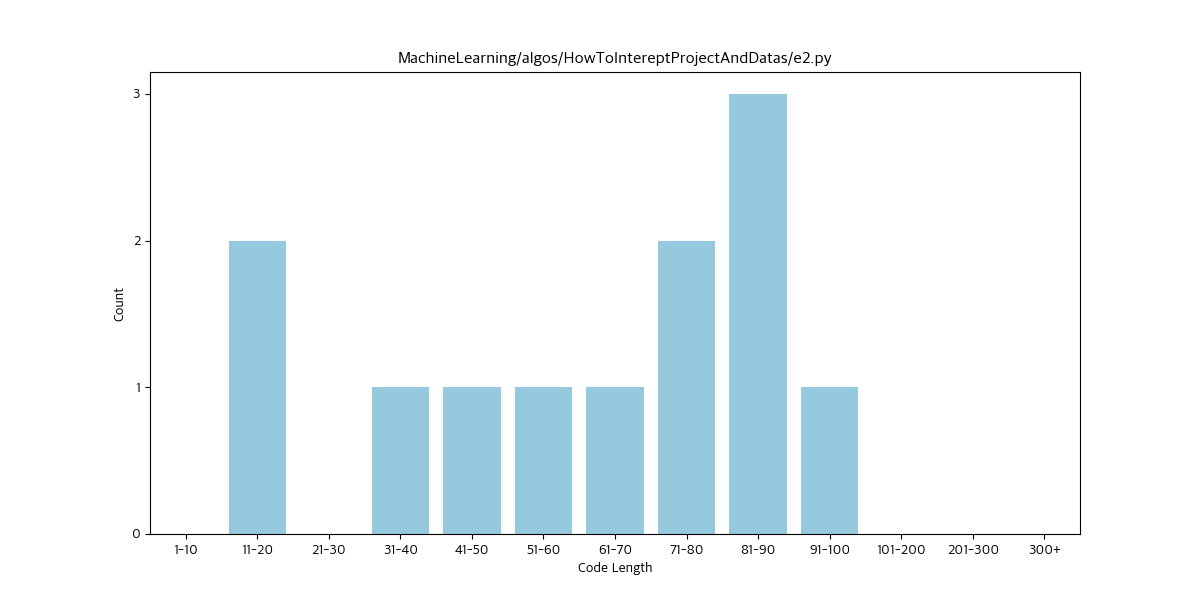 MachineLearning/algos/HowToIntereptProjectAndDatas/e2.py
3
2
1
0
Count
1-10 11-20 21-30 31-40 41-50 51-60 61-70 71-80 81-90 91-100 101-200 201-300 300+
Code Length